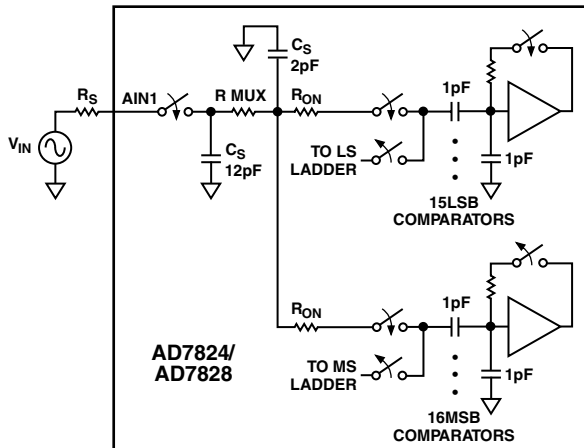 C_S
2pF
R_S
AIN1
R MUX
R_ON
1pF
V_IN
C_S
12pF
TO LS
LADDER
1pF
15LSB
COMPARATORS
R_ON
1pF
AD7824/
AD7828
TO MS
LADDER
1pF
16MSB
COMPARATORS